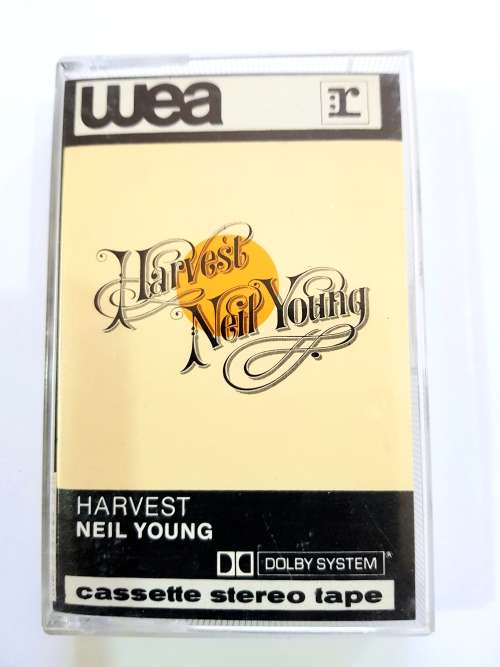 wea
:r
Harvest
Neil Young
HARVEST
NEIL YOUNG
DOLBY SYSTEM®
cassette stereo tape